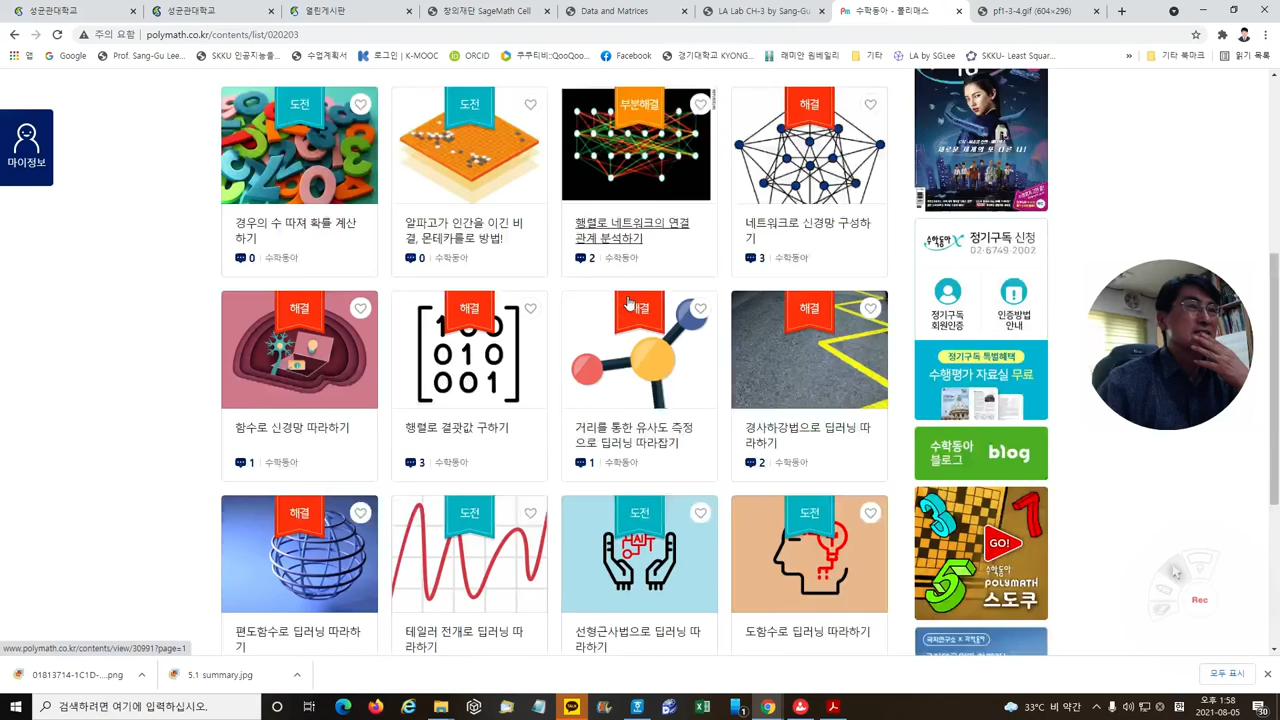 성균관대학교
성균관대학교
열린게시판
창의재단 SageMath Cell
Data and Matrices
LA Lab CH-3 by Sang-Gu
수학동아 - 폴리매스
pf1-3-4.gif (604×296)
주의 요함
polymath.co.kr/contents/list/020203
앱
Google
Prof. Sang-Gu Lee...
SKKU 인공지능을...
수업계획서
로그인 | K-MOOC
ORCID
쿠쿠티비::QooQoo...
Facebook
경기대학교 KYONG...
래미안 원베일리
기타
LA by SGLee
SKKU- Least Squar...
»
기타 북마크
읽기 목록
마이정보
도전
도전
부분해결
해결
경우의 수 따져 확률 계산
하기
0 수학동아
알파고가 인간을 이긴 비
결, 몬테카를로 방법!
0 수학동아
행렬로 네트워크의 연결
관계 분석하기
2 수학동아
네트워크로 신경망 구성하
기
3 수학동아
해결
해결
해결
해결
100
010
001
함수로 신경망 따라하기
1 수학동아
행렬로 결괏값 구하기
3 수학동아
거리를 통한 유사도 측정
으로 딥러닝 따라잡기
1 수학동아
경사하강법으로 딥러닝 따
라하기
2 수학동아
해결
도전
도전
도전
편도함수로 딥러닝 따라하
기
테일러 전개로 딥러닝 따
라하기
선형근사법으로 딥러닝 따
라하기
도함수로 딥러닝 따라하기
수학동아
정기구독 신청
02·6749·2002
정기구독
회원인증
인증방법
안내
정기구독 특별혜택
수행평가 자료실 무료
수학동아
블로그
blog
3
7
5
GO!
수학동아
POLYMATH
스도쿠
Rec
www.polymath.co.kr/contents/view/30991?page=1
01813714-1C1D-....png
5.1 summary.jpg
모두 표시
검색하려면 여기에 입력하십시오.
TALK
33°C 비 약간
오후 1:58
2021-08-05
30